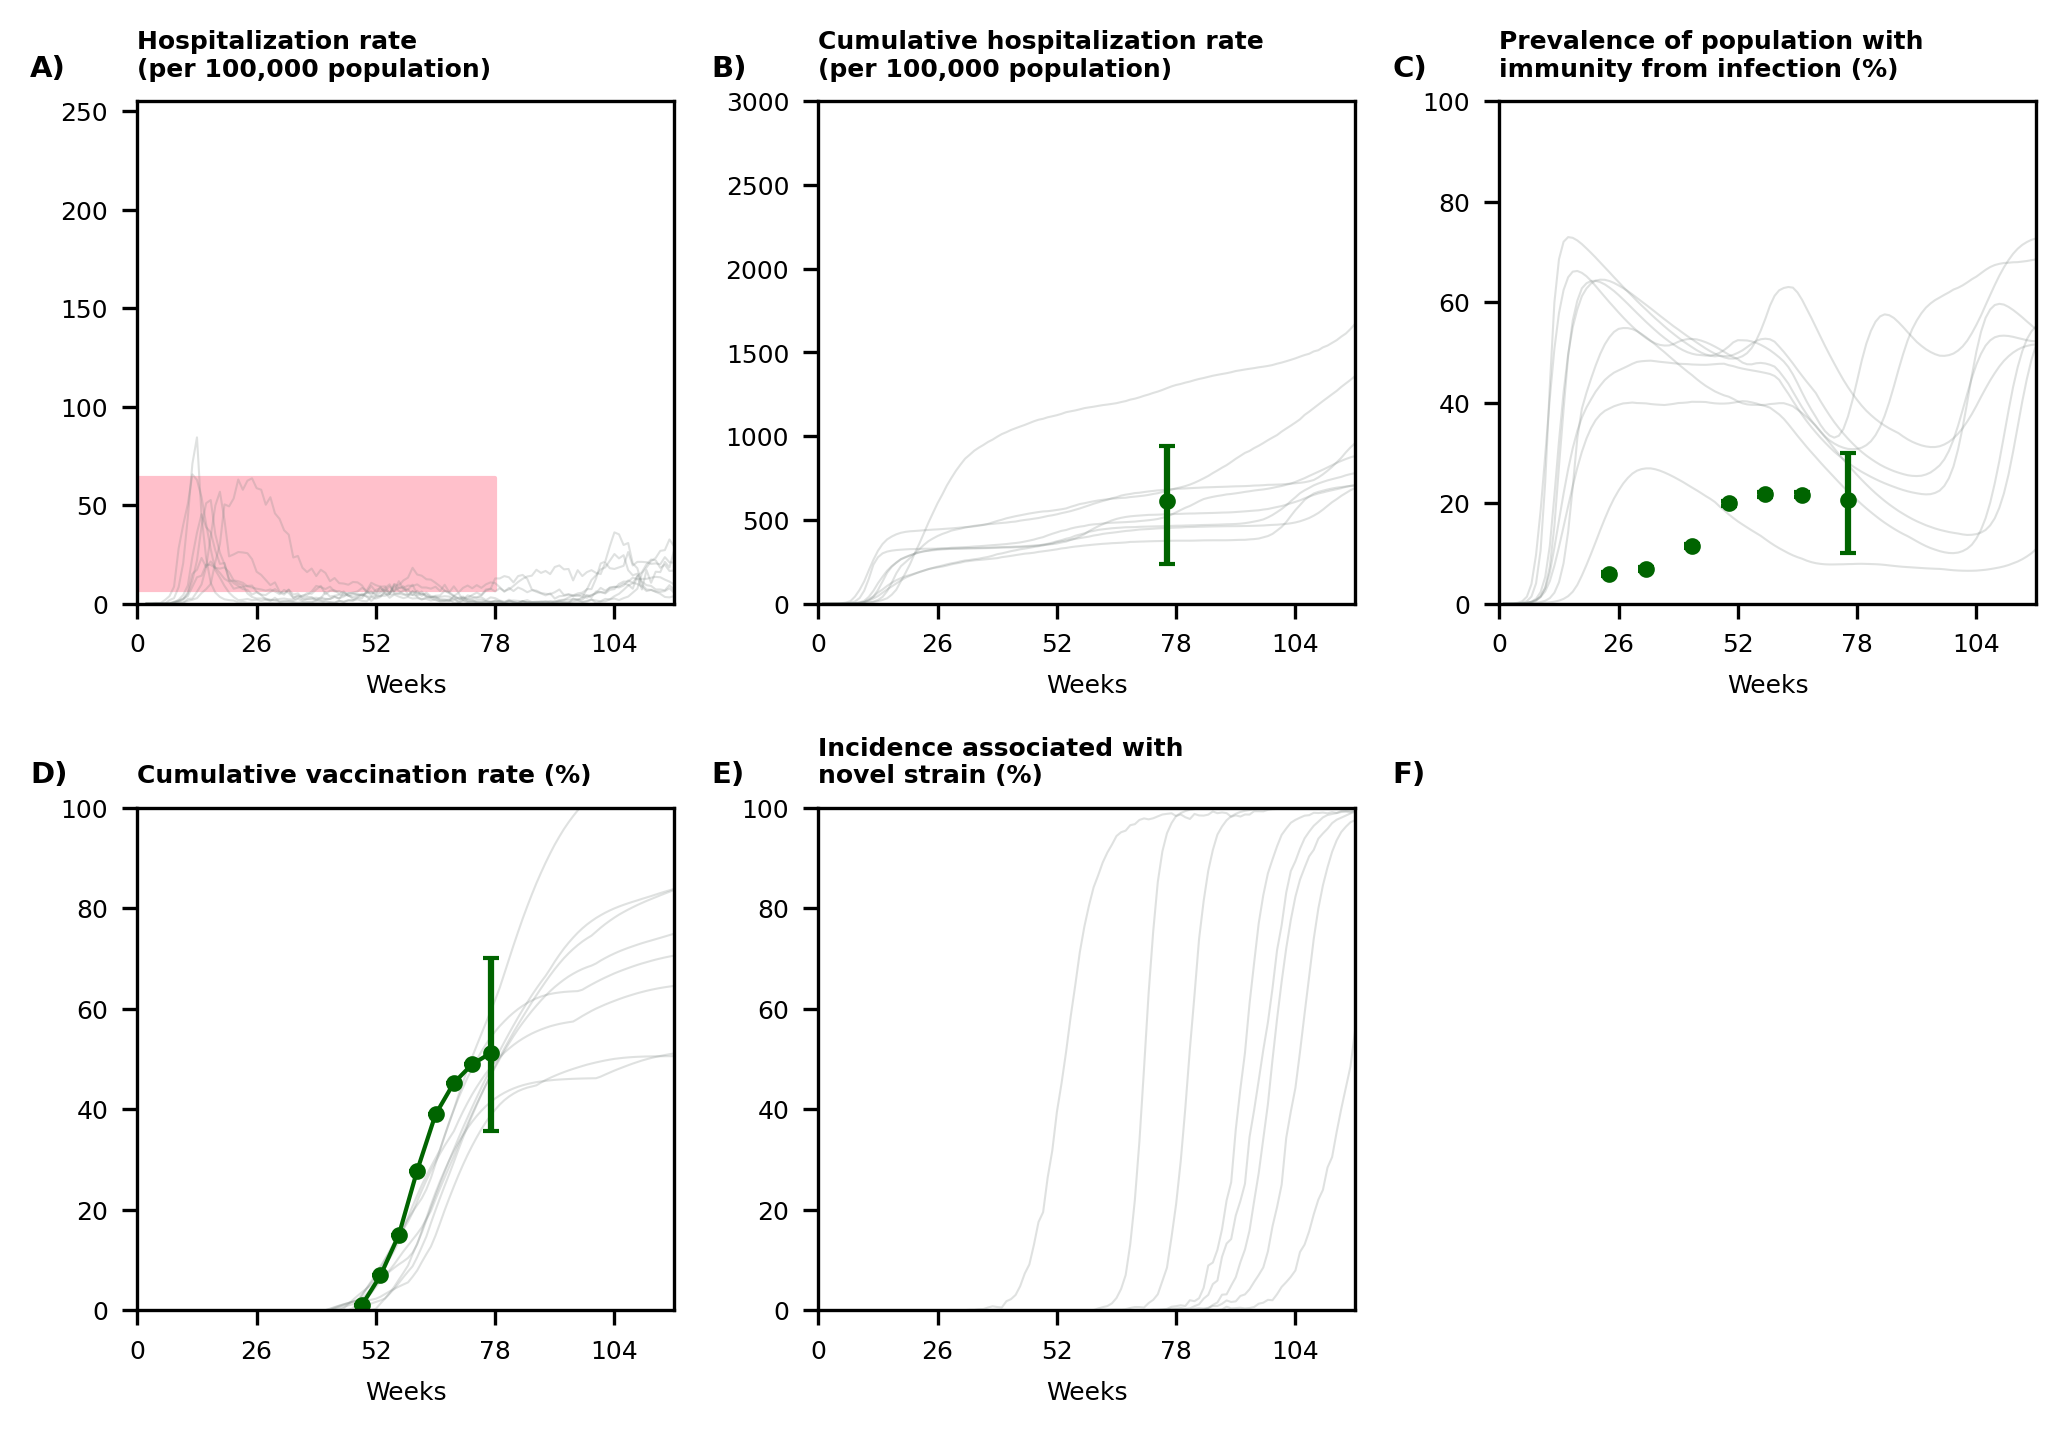 A)
Hospitalization rate
(per 100,000 population)
250
200
150
100
50
0
0 26 52 78 104
Weeks
B)
Cumulative hospitalization rate
(per 100,000 population)
3000
2500
2000
1500
1000
500
0
0 26 52 78 104
Weeks
C)
Prevalence of population with
immunity from infection (%)
100
80
60
40
20
0
0 26 52 78 104
Weeks
D)
Cumulative vaccination rate (%)
100
80
60
40
20
0
0 26 52 78 104
Weeks
E)
Incidence associated with
novel strain (%)
100
80
60
40
20
0
0 26 52 78 104
Weeks
F)